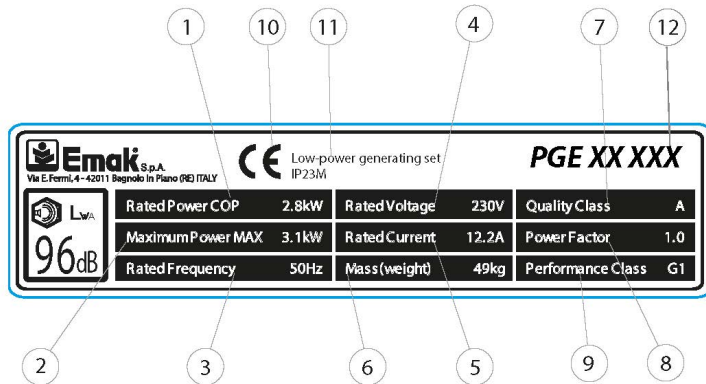 1 10 11 4 7 12
Emak S.p.A.
Via E. Fermi, 4 - 42011 Bagnolo In Piano (RE) ITALY
CE
Low-power generating set
IP23M
PGE XX XXX
LWA
96dB
Rated Power COP 2.8kW
Rated Voltage 230V
Quality Class A
Maximum Power MAX 3.1kW
Rated Current 12.2A
Power Factor 1.0
Rated Frequency 50Hz
Mass(weight) 49kg
Performance Class G1
2 3 6 5 9 8